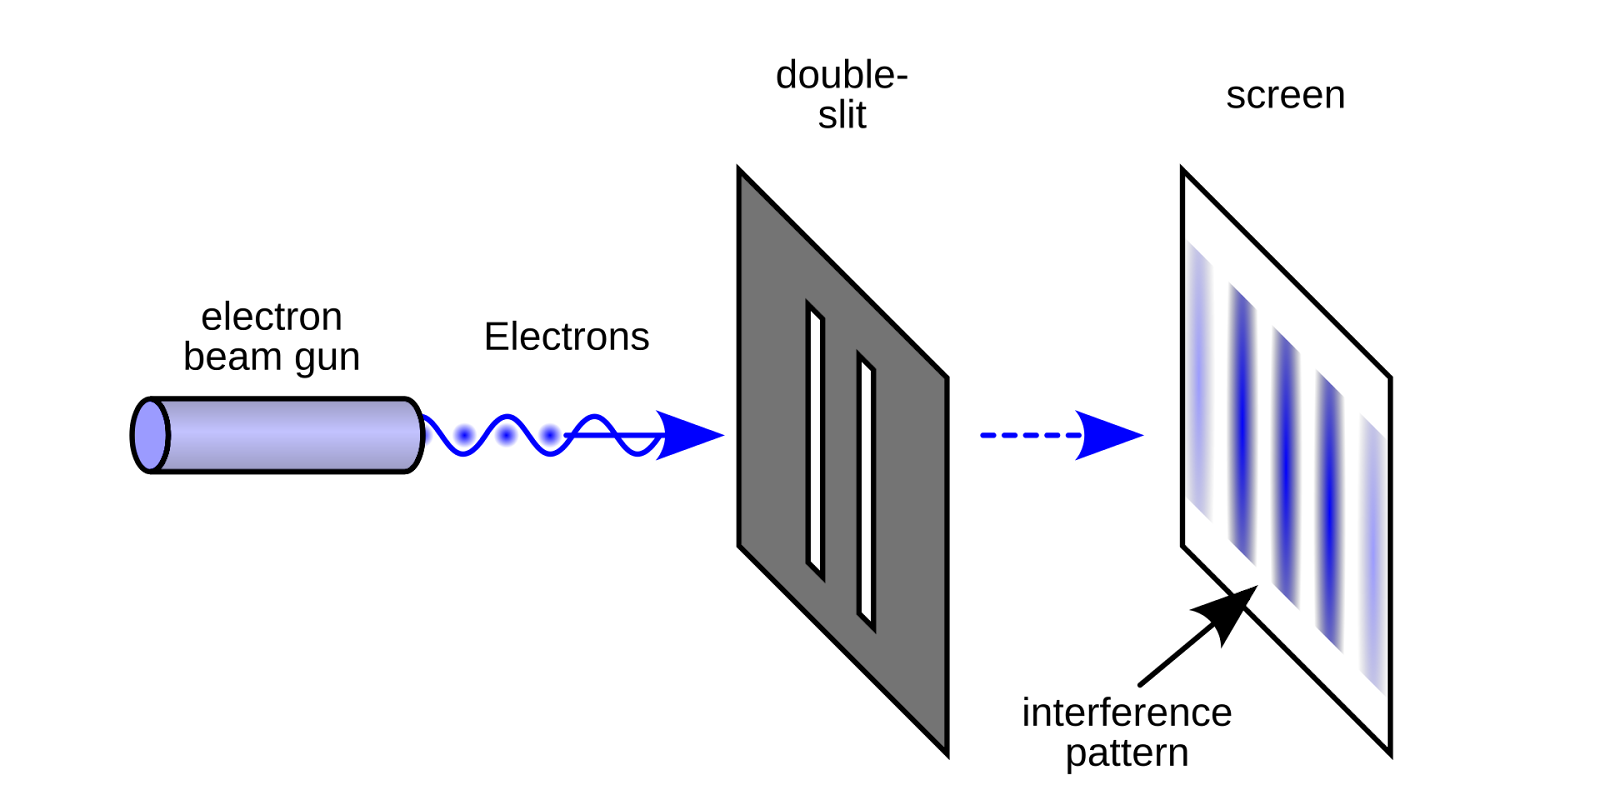 double-
slit
screen
electron
beam gun
Electrons
interference
pattern